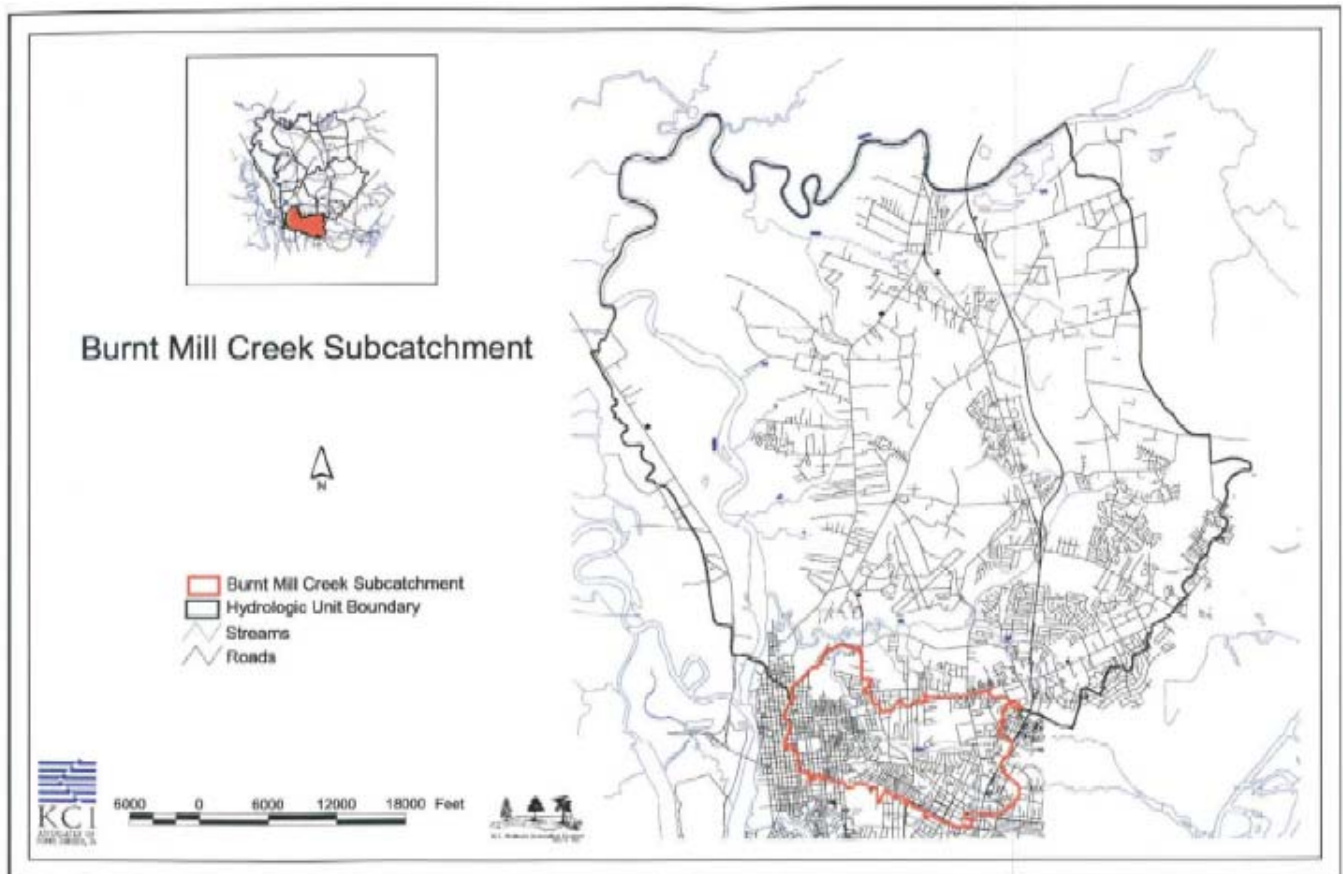 Burnt Mill Creek Subcatchment
N
Burnt Mill Creek Subcatchment
Hydrologic Unit Boundary
Streams
Roads
KCI
6000 0 6000 12000 18000 Feet